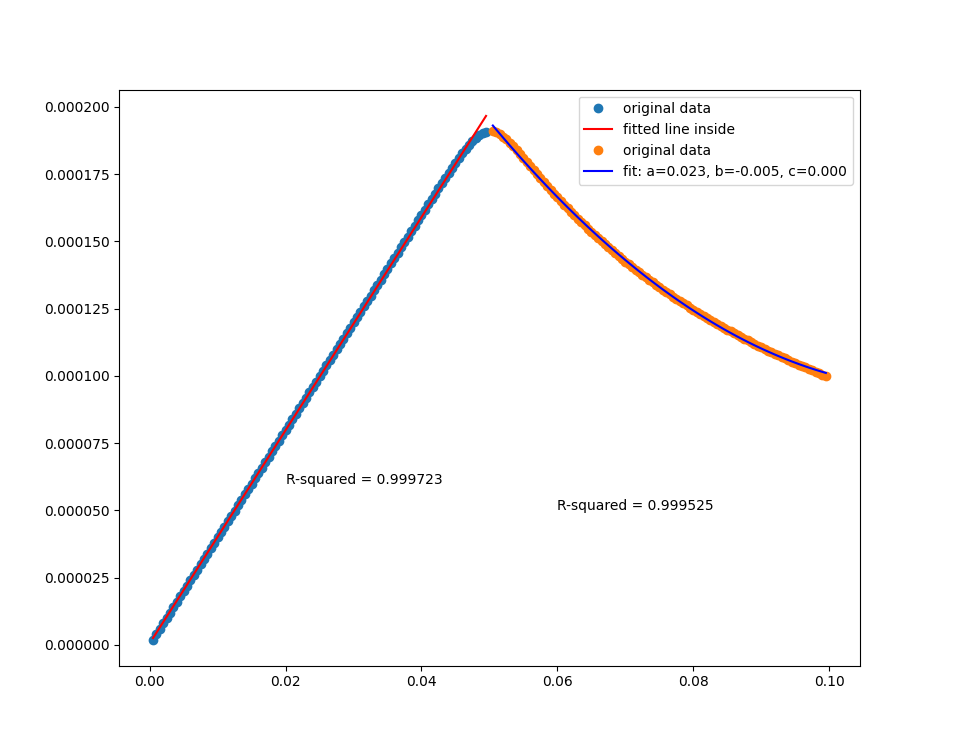 0.000200
0.000175
0.000150
0.000125
0.000100
0.000075
0.000050
0.000025
0.000000
original data
fitted line inside
original data
fit: a=0.023, b=-0.005, c=0.000
R-squared = 0.999723
R-squared = 0.999525
0.00 0.02 0.04 0.06 0.08 0.10